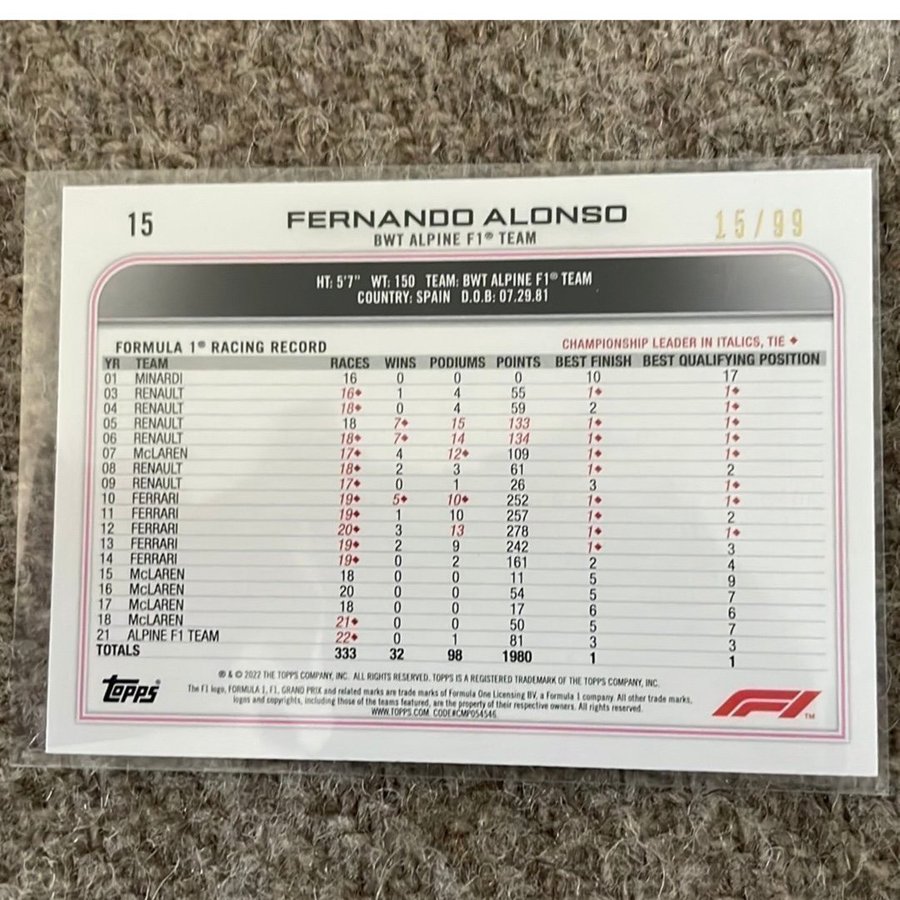 15 FERNANDO ALONSO 15/99
BWT ALPINE F1® TEAM
HT: 5'7" WT: 150 TEAM: BWT ALPINE F1® TEAM
COUNTRY: SPAIN D.O.B: 07.29.81
FORMULA 1® RACING RECORD CHAMPIONSHIP LEADER IN ITALICS, TIE ♦
YR TEAM RACES WINS PODIUMS POINTS BEST FINISH BEST QUALIFYING POSITION
01 MINARDI 16 0 0 0 10 17
03 RENAULT 16♦ 1 4 55 1♦ 1♦
04 RENAULT 18♦ 0 4 59 2 1♦
05 RENAULT 18 7♦ 15 133 1♦ 1♦
06 RENAULT 18♦ 7♦ 14 134 1♦ 1♦
07 McLAREN 17♦ 4 12♦ 109 1♦ 1♦
08 RENAULT 18♦ 2 3 61 1♦ 2
09 RENAULT 17♦ 0 1 26 3 1♦
10 FERRARI 19♦ 5♦ 10♦ 252 1♦ 1♦
11 FERRARI 19♦ 1 10 257 1♦ 2
12 FERRARI 20♦ 3 13 278 1♦ 1♦
13 FERRARI 19♦ 2 9 242 1♦ 3
14 FERRARI 19♦ 0 2 161 2 4
15 McLAREN 18 0 0 11 5 9
16 McLAREN 20 0 0 54 5 7
17 McLAREN 18 0 0 17 6 6
18 McLAREN 21♦ 0 0 50 5 7
21 ALPINE F1 TEAM 22♦ 0 1 81 3 3
TOTALS 333 32 98 1980 1 1
® & © 2022 THE TOPPS COMPANY, INC. ALL RIGHTS RESERVED. TOPPS IS A REGISTERED TRADEMARK OF THE TOPPS COMPANY, INC.
The F1 logo, FORMULA 1, F1, GRAND PRIX and related marks are trade marks of Formula One Licensing BV, a Formula 1 company. All other trade marks,
logos and copyrights, including those of the teams featured, are the property of their respective owners. All rights reserved.
WWW.TOPPS.COM CODE#CMP054546
Topps F1 ™